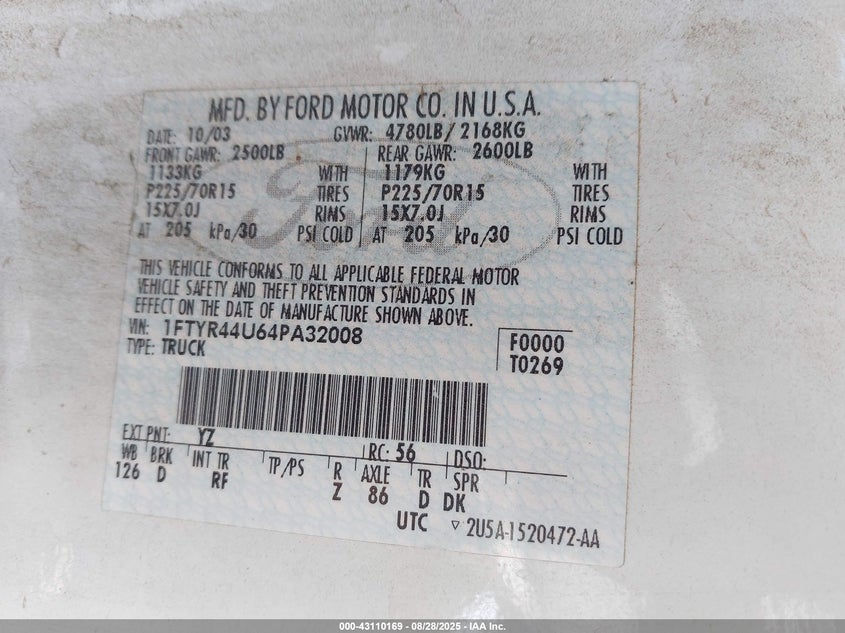 MFD. BY FORD MOTOR CO. IN U.S.A.
DATE: 10/03 GVWR: 4780LB/ 2168KG
FRONT GAWR: 2500LB REAR GAWR: 2600LB
1133KG WITH 1179KG WITH
P225/70R15 TIRES P225/70R15 TIRES
15X7.0J RIMS 15X7.0J RIMS
AT 205 kPa/30 PSI COLD AT 205 kPa/30 PSI COLD
Ford
THIS VEHICLE CONFORMS TO ALL APPLICABLE FEDERAL MOTOR
VEHICLE SAFETY AND THEFT PREVENTION STANDARDS IN
EFFECT ON THE DATE OF MANUFACTURE SHOWN ABOVE.
VIN: 1FTYR44U64PA32008 F0000
TYPE: TRUCK T0269
EXT PNT: YZ RC: 56 DSO:
WB BRK INT TR TP/PS R AXLE TR SPR
126 D RF Z 86 D DK
UTC ▽ 2U5A-1520472-AA
000-43110169 | 08/28/2025 | IAA Inc.